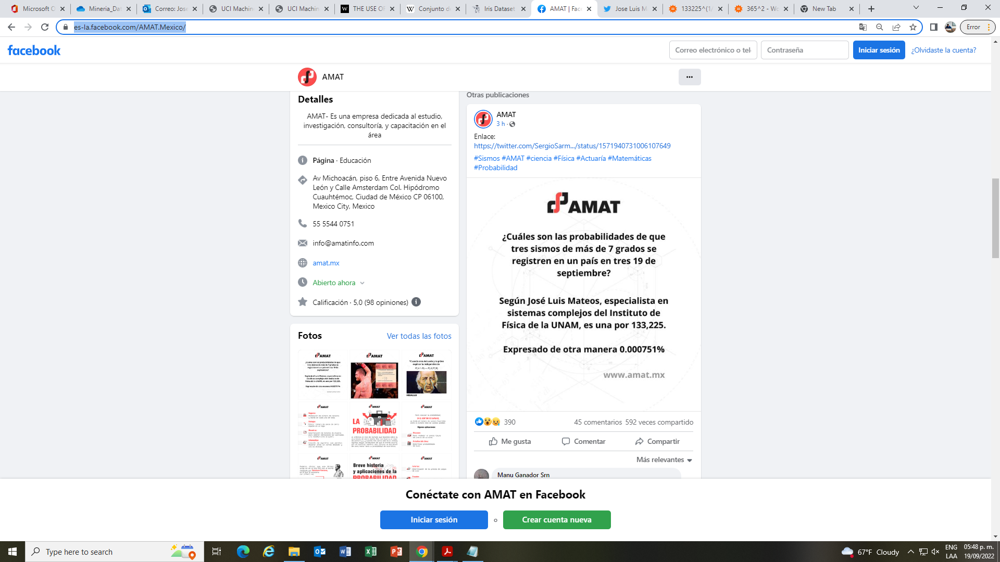 Microsoft O
Mineria_Dat
Correo: Jose
UCI Machin
UCI Machin
THE USE OF
Conjunto de
Iris Dataset
AMAT | Face
Jose Luis M
133225^(1/
365^2 - Wo
New Tab
es-la.facebook.com/AMAT.Mexico/
Error
facebook
Correo electrónico o tel
Contraseña
Iniciar sesión
¿Olvidaste la cuenta?
AMAT
Detalles
AMAT- Es una empresa dedicada al estudio,
investigación, consultoría, y capacitación en el
área
Página · Educación
Av Michoacán, piso 6, Entre Avenida Nuevo
León y Calle Amsterdam Col. Hipódromo
Cuauhtémoc, Ciudad de México CP 06100,
Mexico City, Mexico
55 5544 0751
info@amatinfo.com
amat.mx
Abierto ahora
Calificación · 5,0 (98 opiniones)
Fotos
Ver todas las fotos
AMAT
AMAT
AMAT
HIDALGO
AMAT
AMAT
LA
PROBABILIDAD
AMAT
AMAT
AMAT
Breve historia
y aplicaciones de la
PROBABILIDAD
AMAT
Otras publicaciones
AMAT
3 h ·
Enlace:
https://twitter.com/SergioSarm.../status/1571940731006107649
#Sismos #AMAT #ciencia #Física #Actuaría #Matemáticas
#Probabilidad
AMAT
¿Cuáles son las probabilidades de que
tres sismos de más de 7 grados se
registren en un país en tres 19 de
septiembre?
Según José Luis Mateos, especialista en
sistemas complejos del Instituto de
Física de la UNAM, es una por 133,225.
Expresado de otra manera 0.000751%
www.amat.mx
390
45 comentarios 592 veces compartido
Me gusta
Comentar
Compartir
Más relevantes
Manu Ganador Srn
Conéctate con AMAT en Facebook
Iniciar sesión
o
Crear cuenta nueva
Type here to search
67°F Cloudy
ENG
LAA
05:48 p. m.
19/09/2022